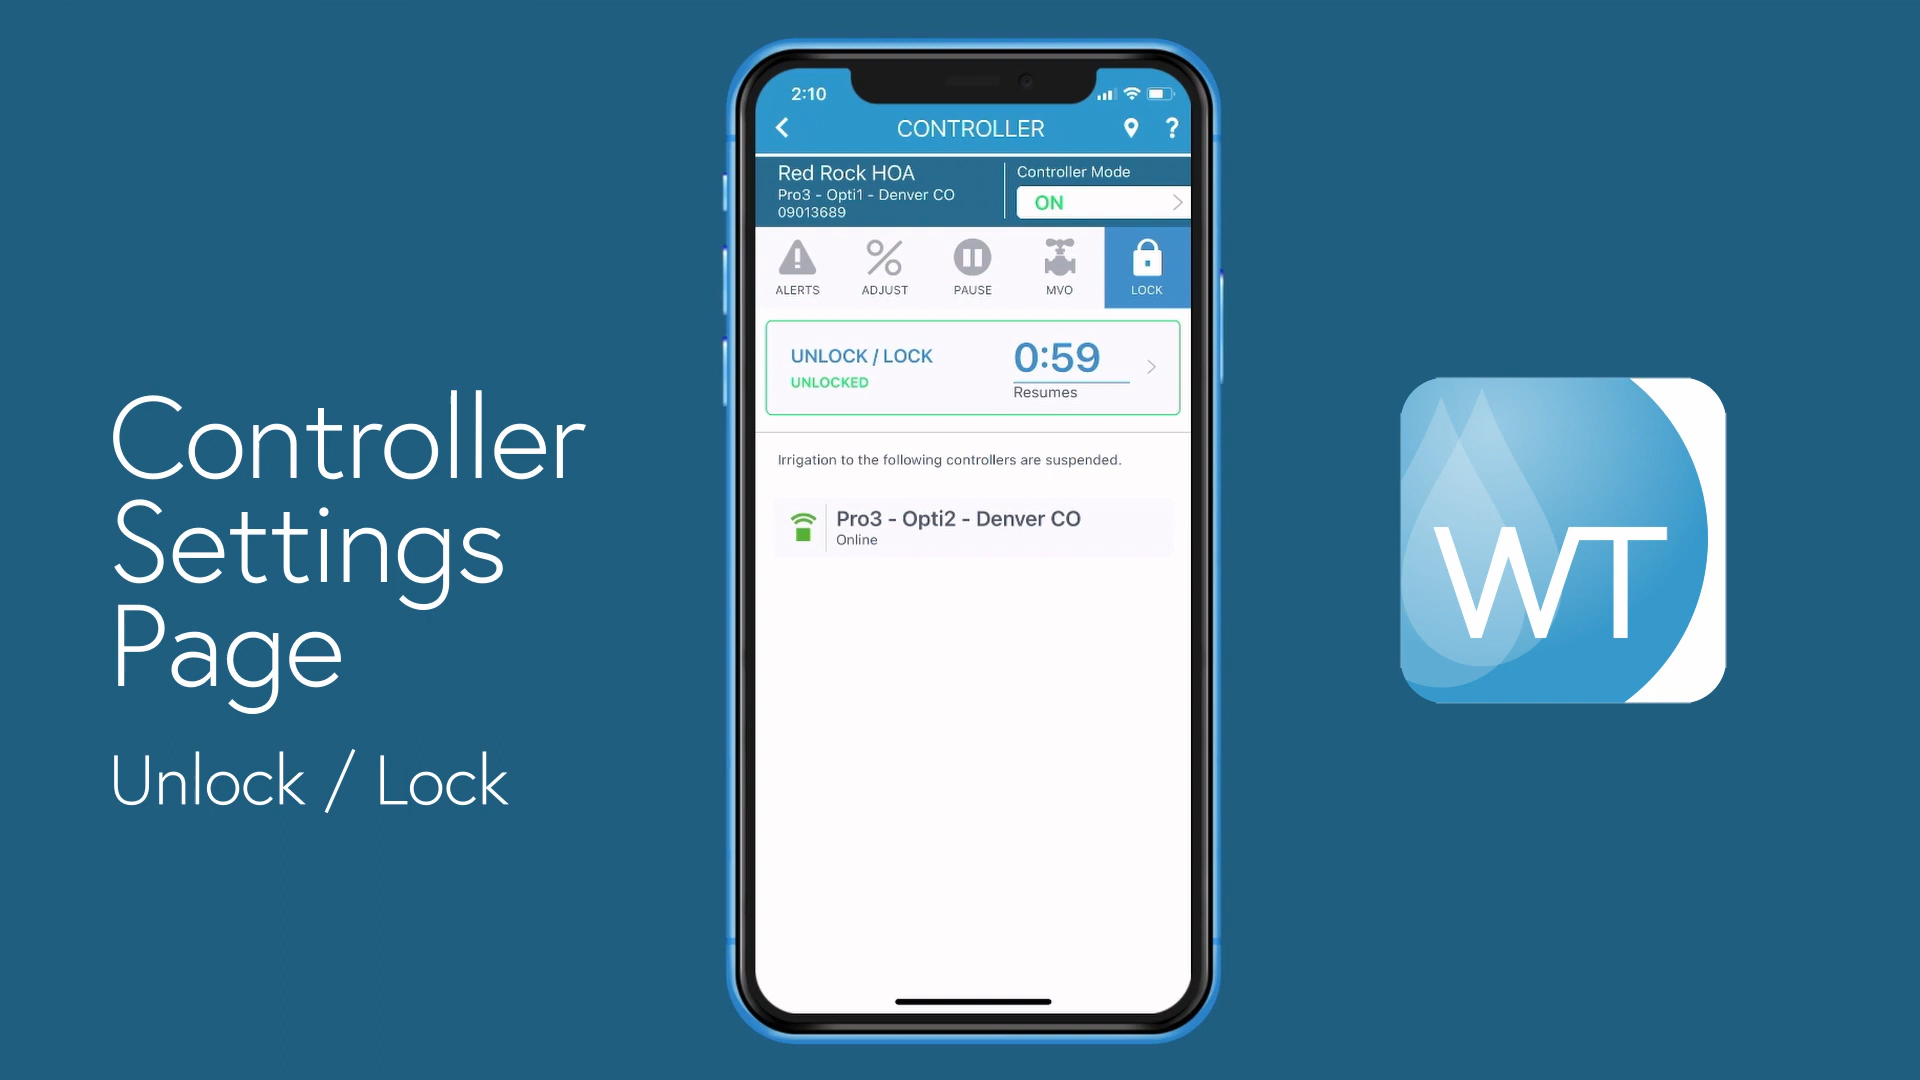 Controller
Settings
Page
Unlock / Lock
2:10
CONTROLLER
?
Red Rock HOA
Pro3 - Opti1 - Denver CO
09013689
Controller Mode
ON
ALERTS
ADJUST
PAUSE
MVO
LOCK
UNLOCK / LOCK
UNLOCKED
0:59
Resumes
Irrigation to the following controllers are suspended.
Pro3 - Opti2 - Denver CO
Online
WT